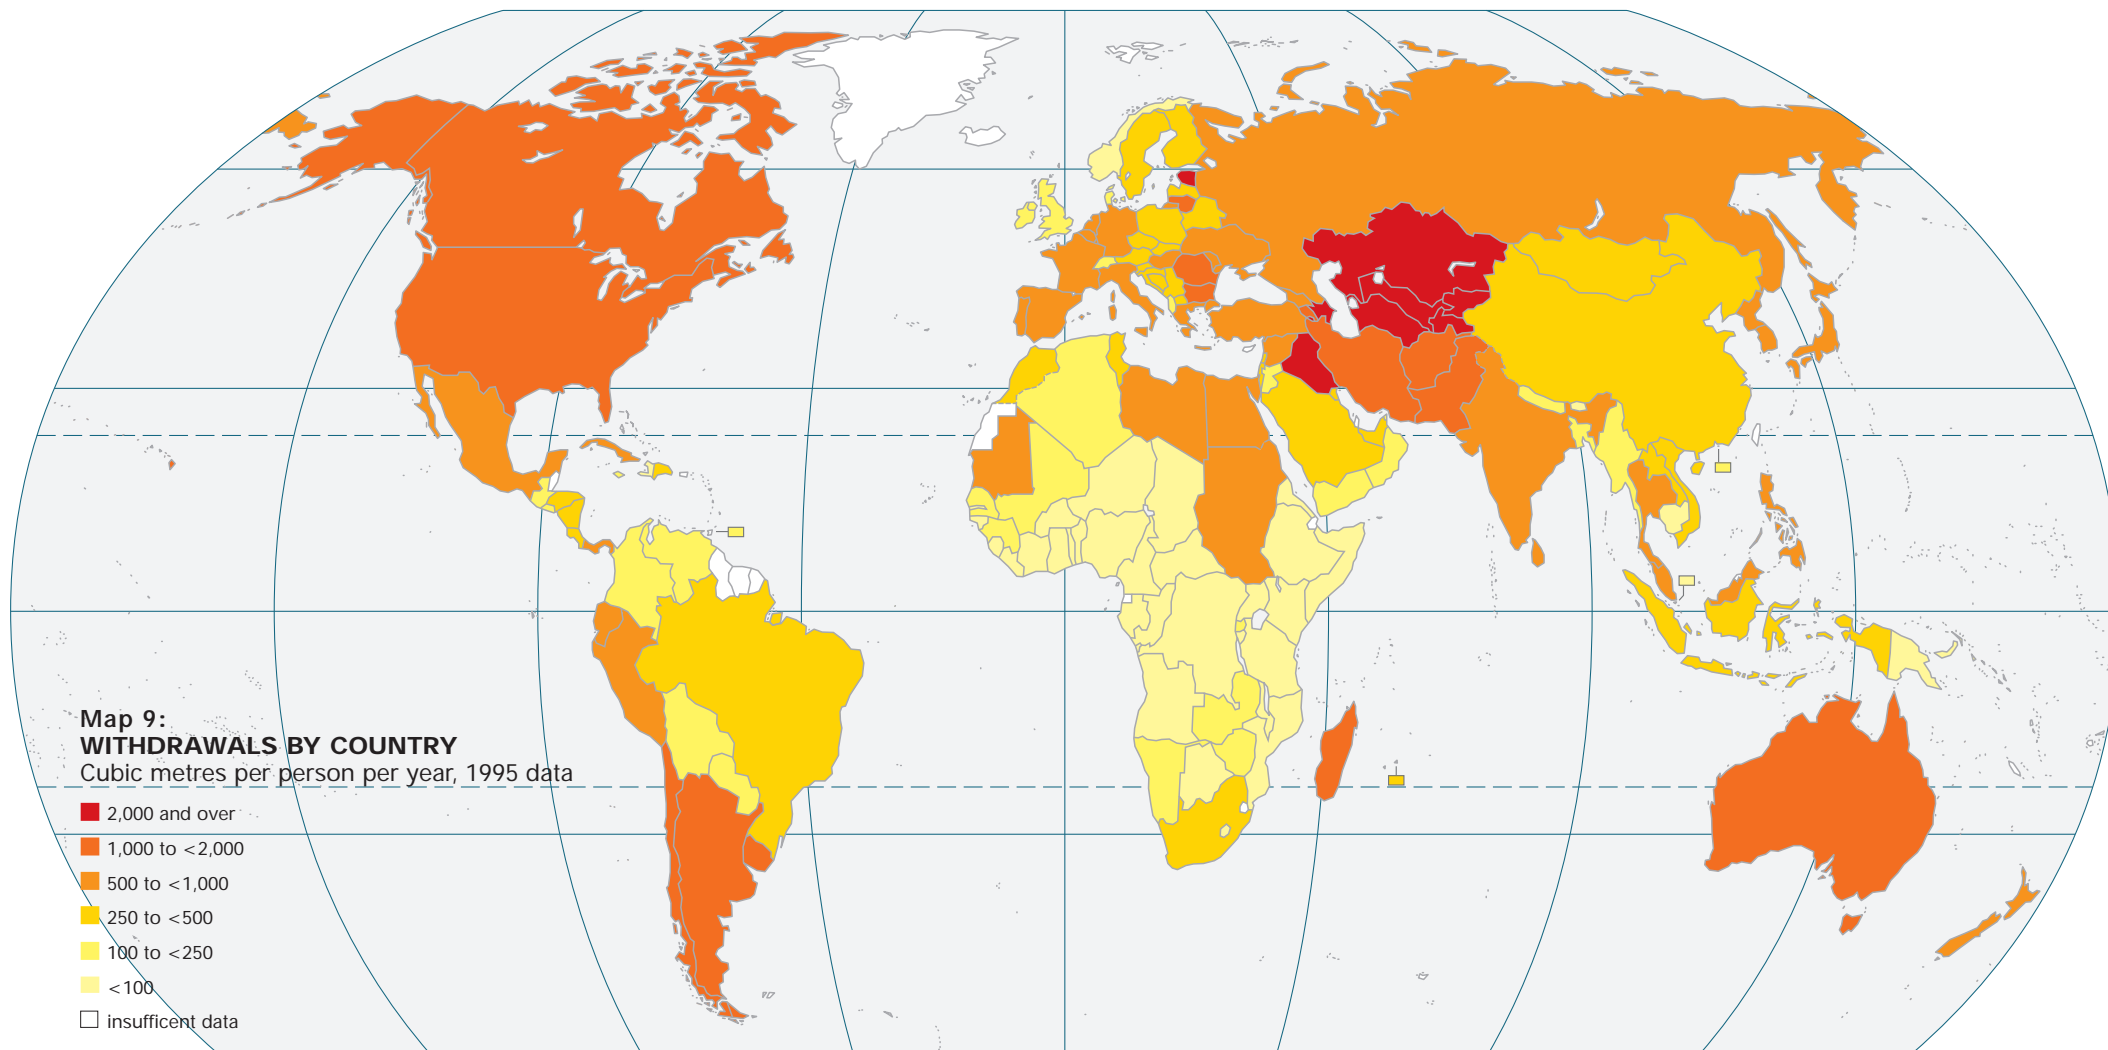 Map 9:
WITHDRAWALS BY COUNTRY
Cubic metres per person per year, 1995 data
2,000 and over
1,000 to <2,000
500 to <1,000
250 to <500
100 to <250
<100
insufficent data